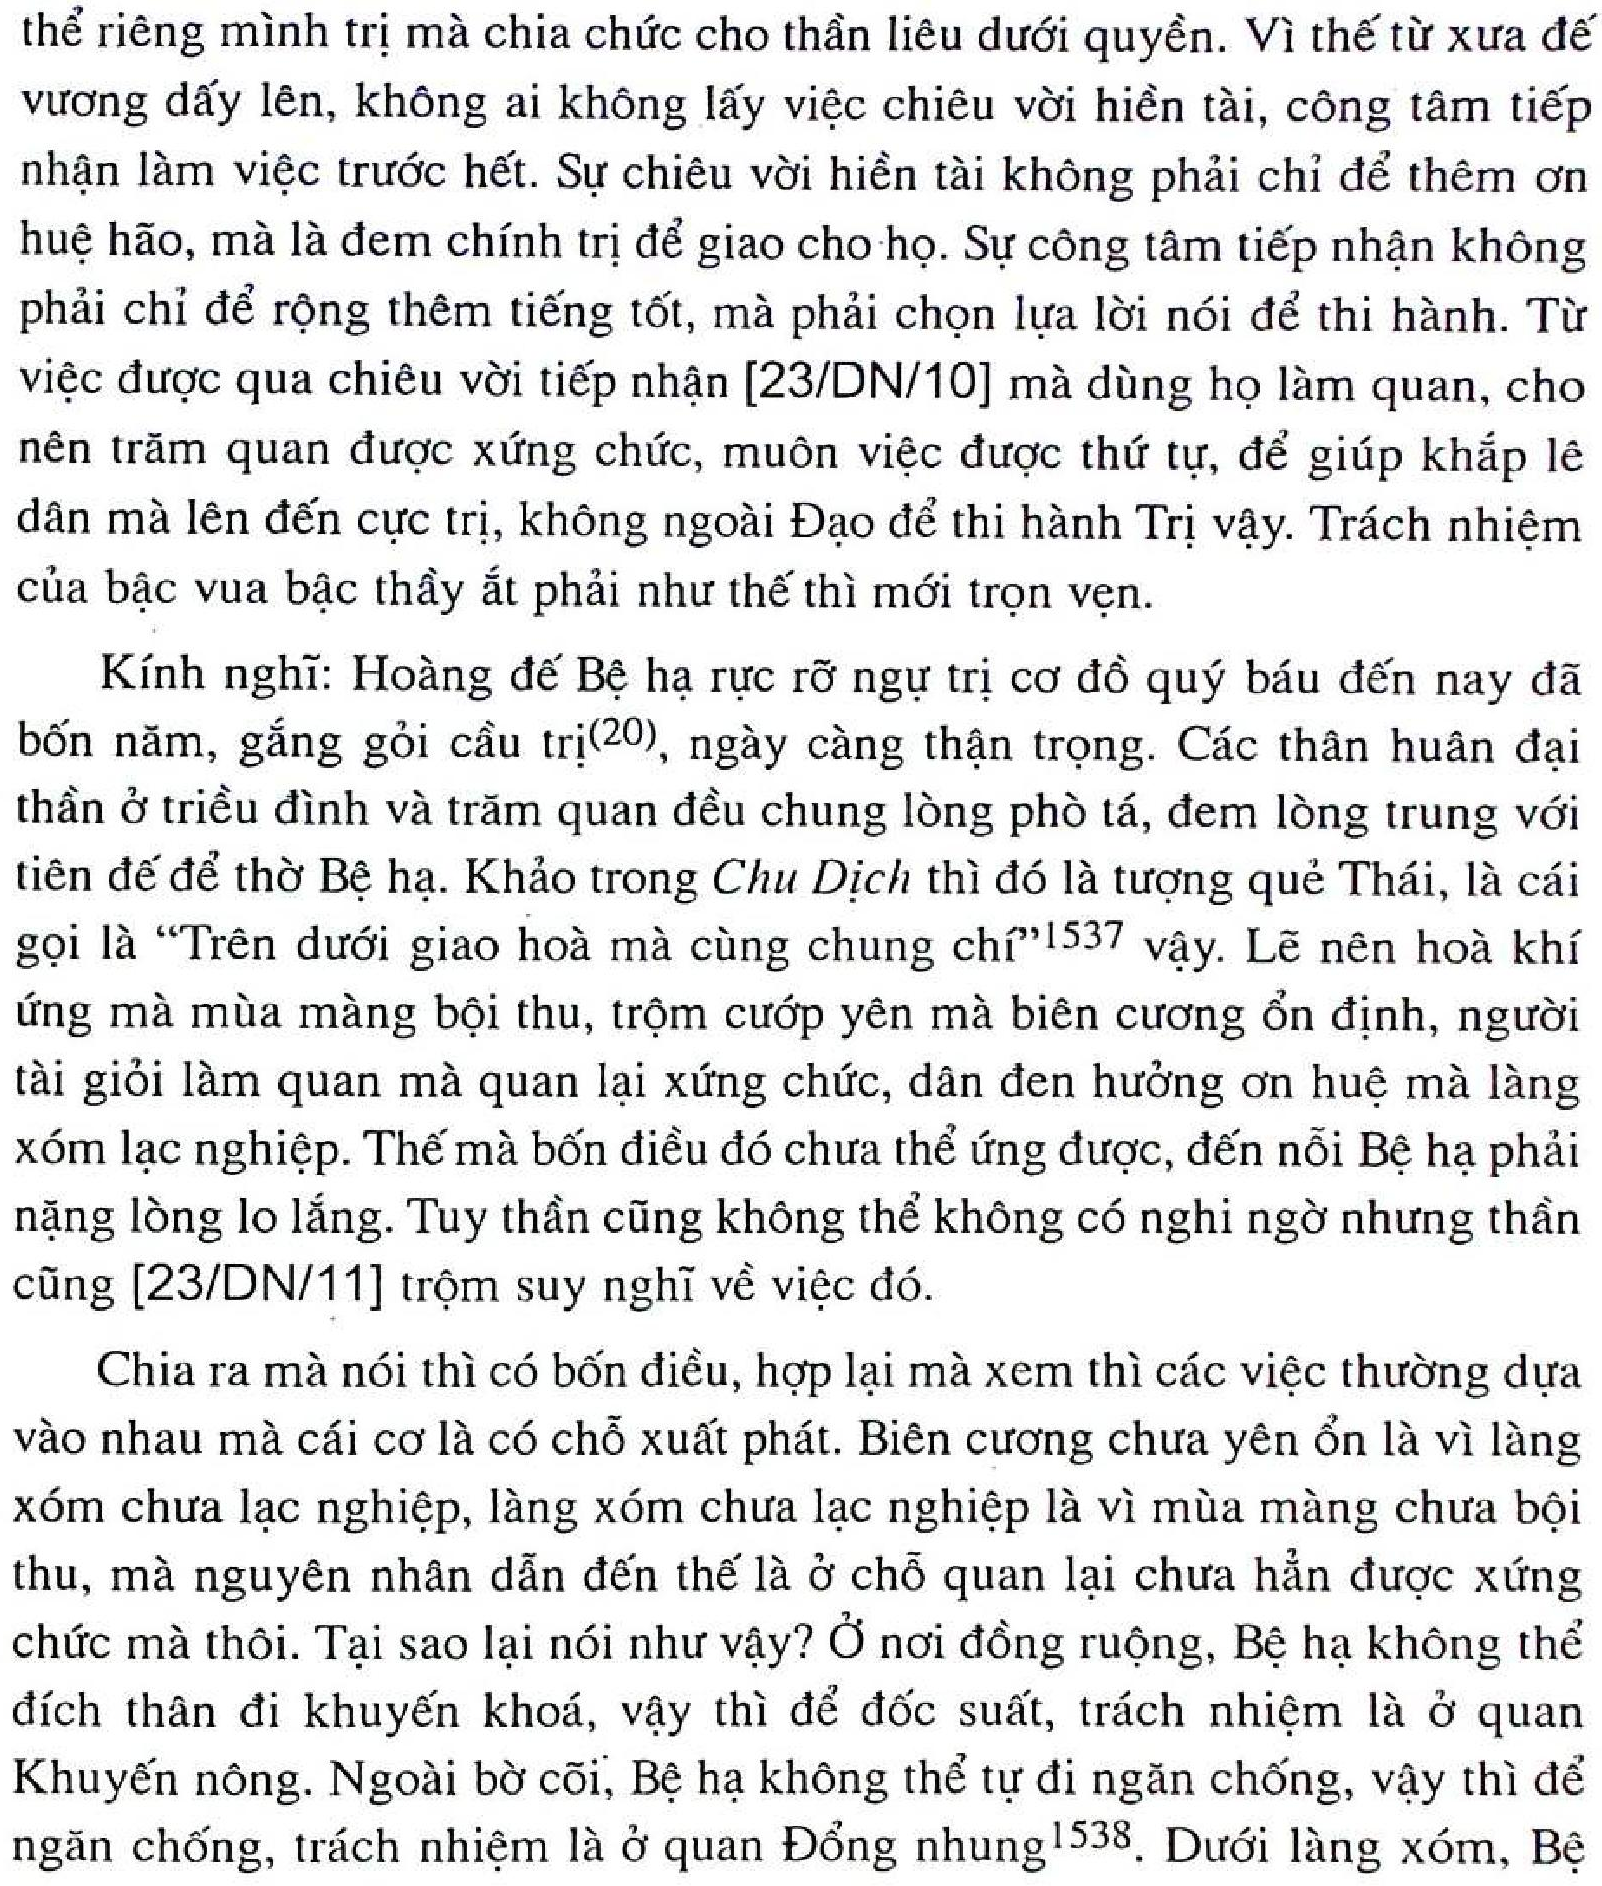 thể riêng mình trị mà chia chức cho thần liêu dưới quyền. Vì thế từ xưa đế
vương dấy lên, không ai không lấy việc chiêu vời hiền tài, công tâm tiếp
nhận làm việc trước hết. Sự chiêu vời hiền tài không phải chỉ để thêm ơn
huệ hão, mà là đem chính trị để giao cho họ. Sự công tâm tiếp nhận không
phải chỉ để rộng thêm tiếng tốt, mà phải chọn lựa lời nói để thi hành. Từ
việc được qua chiêu vời tiếp nhận [23/DN/10] mà dùng họ làm quan, cho
nên trăm quan được xứng chức, muôn việc được thứ tự, để giúp khắp lê
dân mà lên đến cực trị, không ngoài Đạo để thi hành Trị vậy. Trách nhiệm
của bậc vua bậc thầy ắt phải như thế thì mới trọn vẹn.
Kính nghĩ: Hoàng đế Bệ hạ rực rỡ ngự trị cơ đồ quý báu đến nay đã
bốn năm, gắng gỏi cầu trị(20), ngày càng thận trọng. Các thân huân đại
thần ở triều đình và trăm quan đều chung lòng phò tá, đem lòng trung với
tiên đế để thờ Bệ hạ. Khảo trong Chu Dịch thì đó là tượng quẻ Thái, là cái
gọi là “Trên dưới giao hoà mà cùng chung chí”1537 vậy. Lẽ nên hoà khí
ứng mà mùa màng bội thu, trộm cướp yên mà biên cương ổn định, người
tài giỏi làm quan mà quan lại xứng chức, dân đen hưởng ơn huệ mà làng
xóm lạc nghiệp. Thế mà bốn điều đó chưa thể ứng được, đến nỗi Bệ hạ phải
nặng lòng lo lắng. Tuy thần cũng không thể không có nghi ngờ nhưng thần
cũng [23/DN/11] trộm suy nghĩ về việc đó.
Chia ra mà nói thì có bốn điều, hợp lại mà xem thì các việc thường dựa
vào nhau mà cái cơ là có chỗ xuất phát. Biên cương chưa yên ổn là vì làng
xóm chưa lạc nghiệp, làng xóm chưa lạc nghiệp là vì mùa màng chưa bội
thu, mà nguyên nhân dẫn đến thế là ở chỗ quan lại chưa hẳn được xứng
chức mà thôi. Tại sao lại nói như vậy? Ở nơi đồng ruộng, Bệ hạ không thể
đích thân đi khuyến khoá, vậy thì để đốc suất, trách nhiệm là ở quan
Khuyến nông. Ngoài bờ cõi, Bệ hạ không thể tự đi ngăn chống, vậy thì để
ngăn chống, trách nhiệm là ở quan Đổng nhung1538. Dưới làng xóm, Bệ